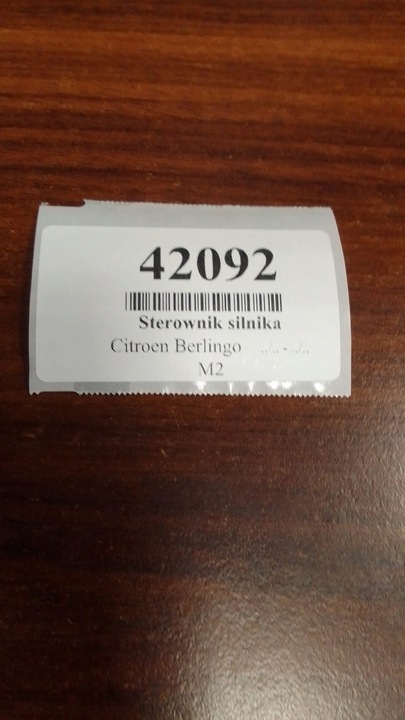 42092
Sterownik silnika
Citroen Berlingo ../.. - ../..
M2